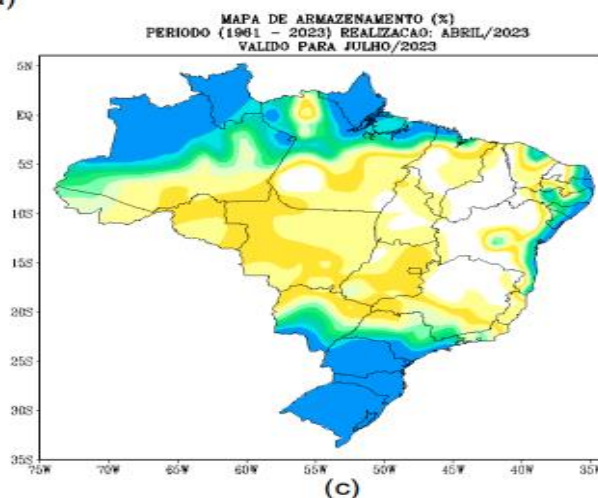 MAPA DE ARMAZENAMENTO (%)
PERIODO (1961 - 2023) REALIZACAO: ABRIL/2023
VALIDO PARA JULHO/2023
5N
EQ
5S
10S
15S
20S
25S
30S
35S
75W 70W 65W 60W 55W 50W 45W 40W 35W
(c)